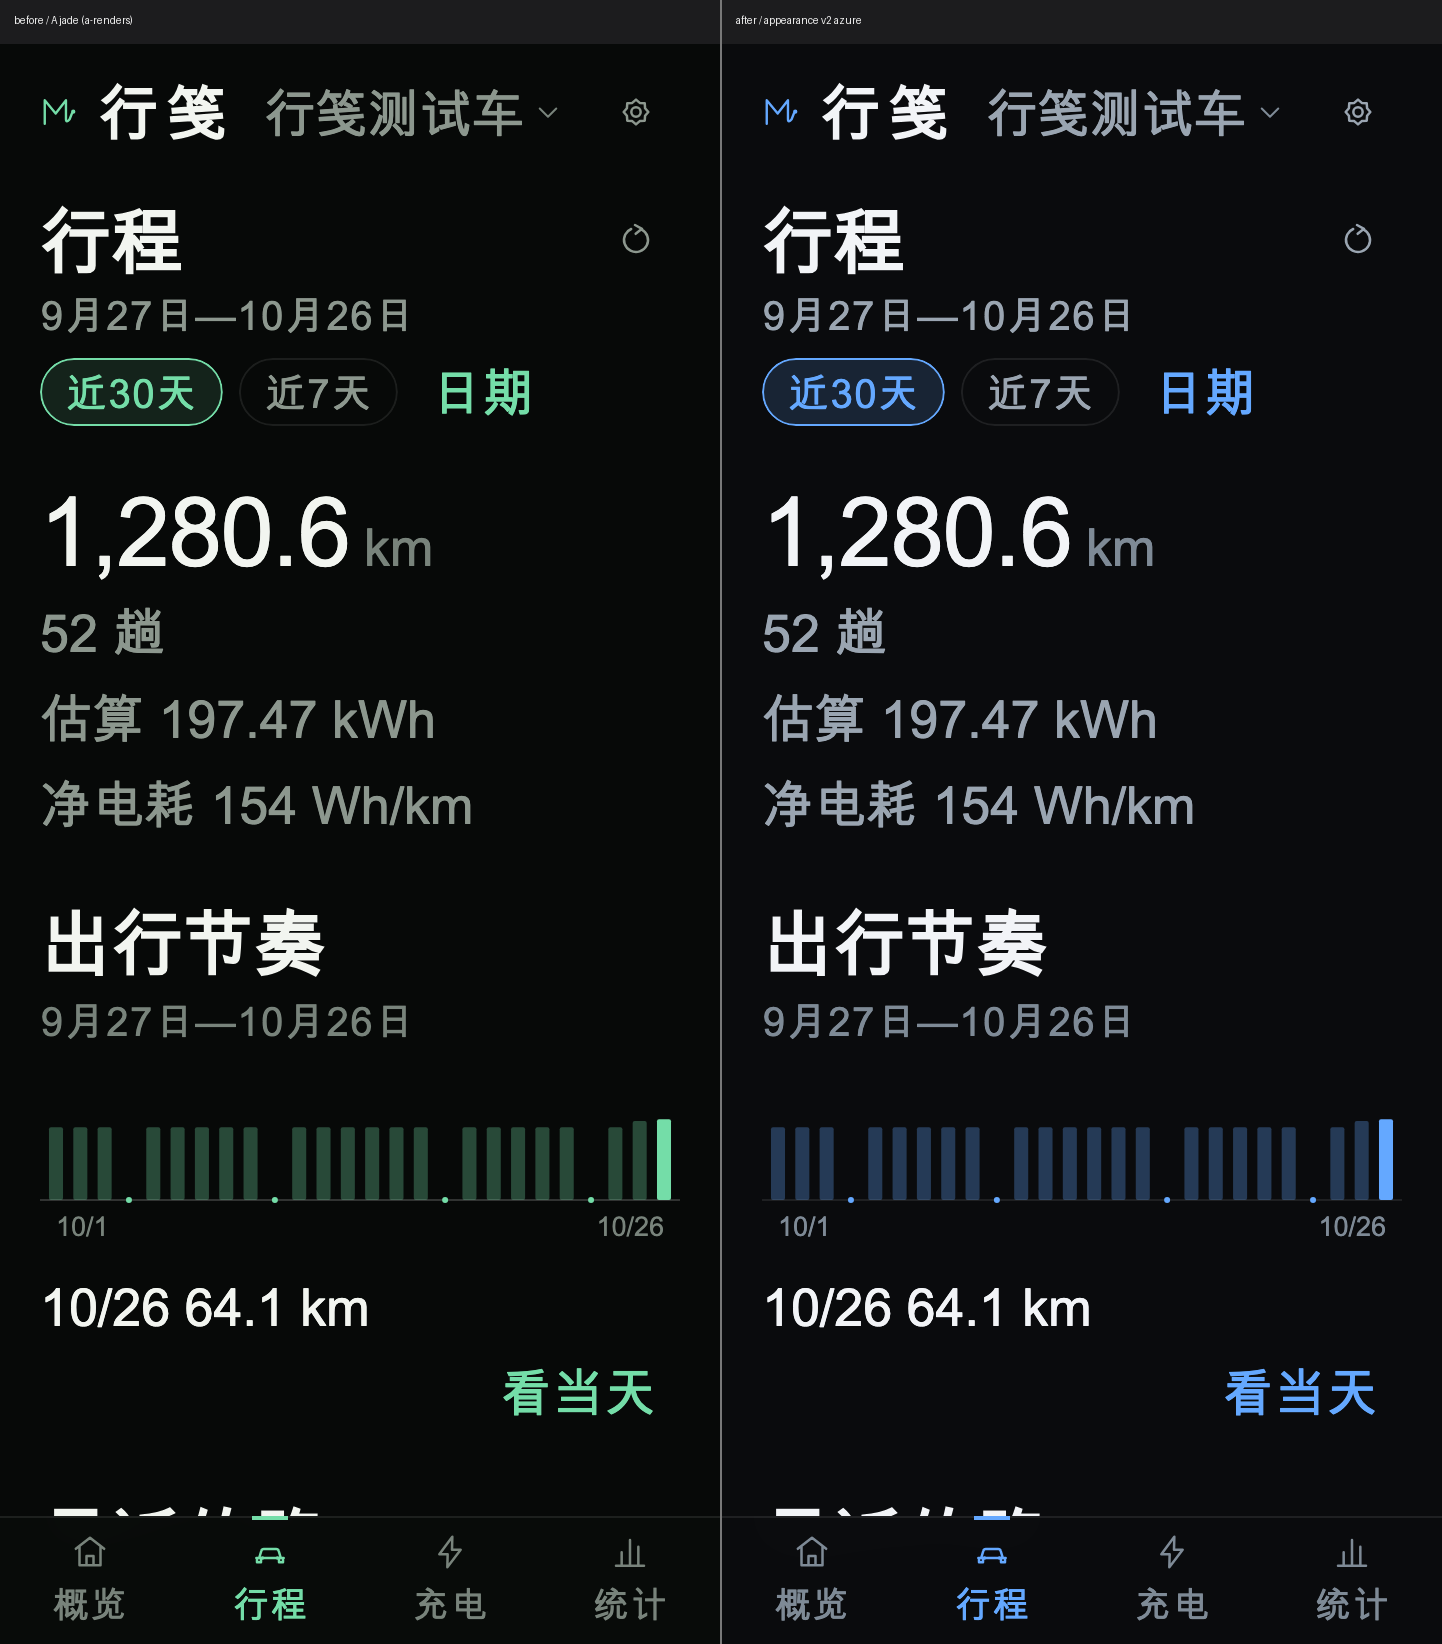 before / A jade (a-renders)
行笺 行笺测试车
行程
9月27日—10月26日
近30天 近7天 日期
1,280.6 km
52 趟
估算 197.47 kWh
净电耗 154 Wh/km
出行节奏
9月27日—10月26日
10/1 10/26
10/26 64.1 km
看当天
概览 行程 充电 统计
after / appearance v2 azure
行笺 行笺测试车
行程
9月27日—10月26日
近30天 近7天 日期
1,280.6 km
52 趟
估算 197.47 kWh
净电耗 154 Wh/km
出行节奏
9月27日—10月26日
10/1 10/26
10/26 64.1 km
看当天
概览 行程 充电 统计